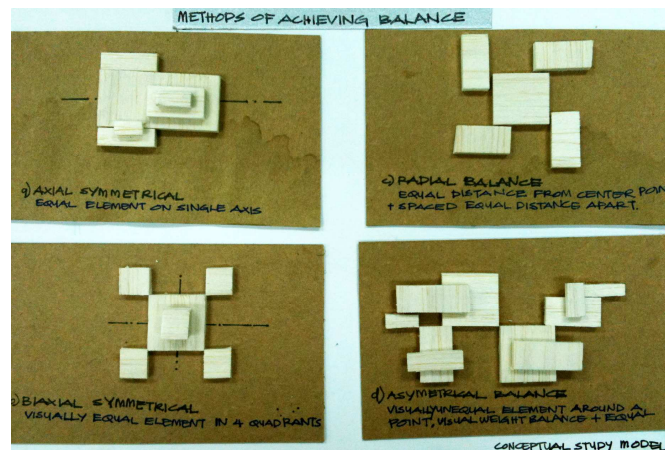 METHODS OF ACHIEVING BALANCE
a) AXIAL SYMMETRICAL
EQUAL ELEMENT ON SINGLE AXIS
c) RADIAL BALANCE
EQUAL DISTANCE FROM CENTER POINT
+ SPACED EQUAL DISTANCE APART.
) BIAXIAL SYMMETRICAL
VISUALLY EQUAL ELEMENT IN 4 QUADRANTS
d) ASYMETRICAL BALANCE
VISUALLY UNEQUAL ELEMENT AROUND A
POINT, VISUAL WEIGHT BALANCE + EQUAL
CONCEPTUAL STUDY MODEL